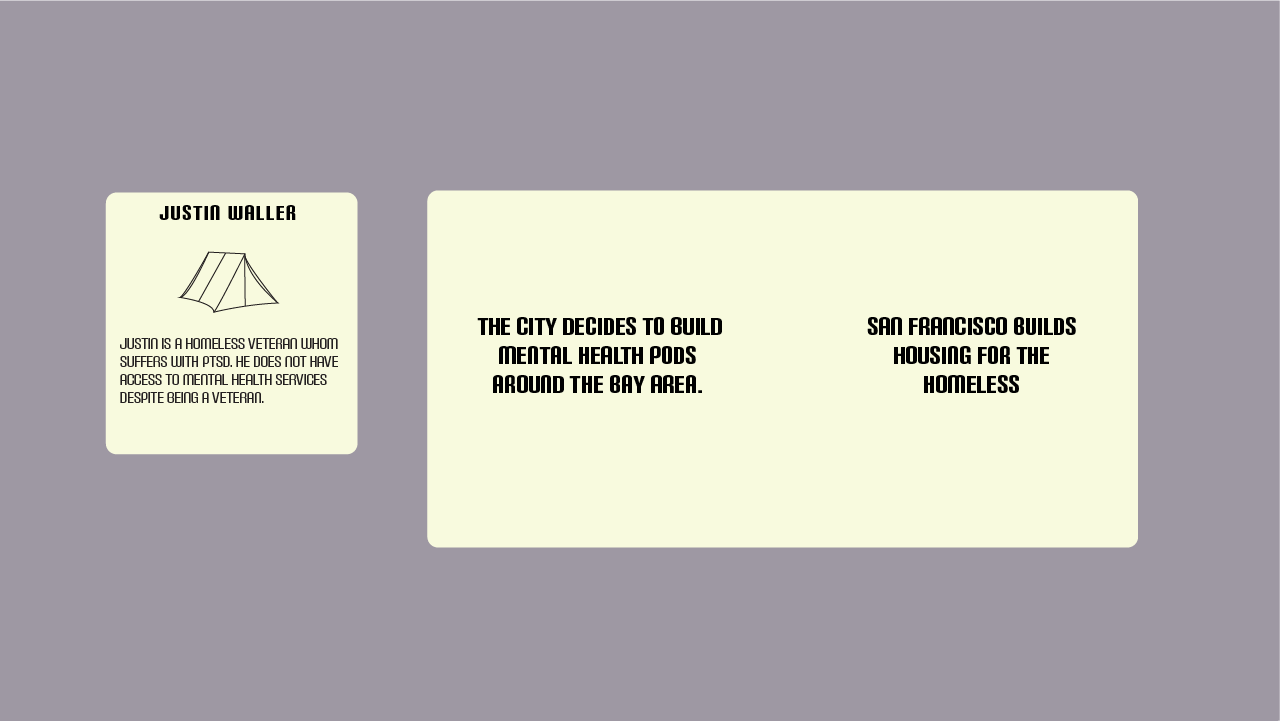 JUSTIN WALLER
JUSTIN IS A HOMELESS VETERAN WHOM
SUFFERS WITH PTSD. HE DOES NOT HAVE
ACCESS TO MENTAL HEALTH SERVICES
DESPITE BEING A VETERAN.
THE CITY DECIDES TO BUILD
MENTAL HEALTH PODS
AROUND THE BAY AREA.
SAN FRANCISCO BUILDS
HOUSING FOR THE
HOMELESS